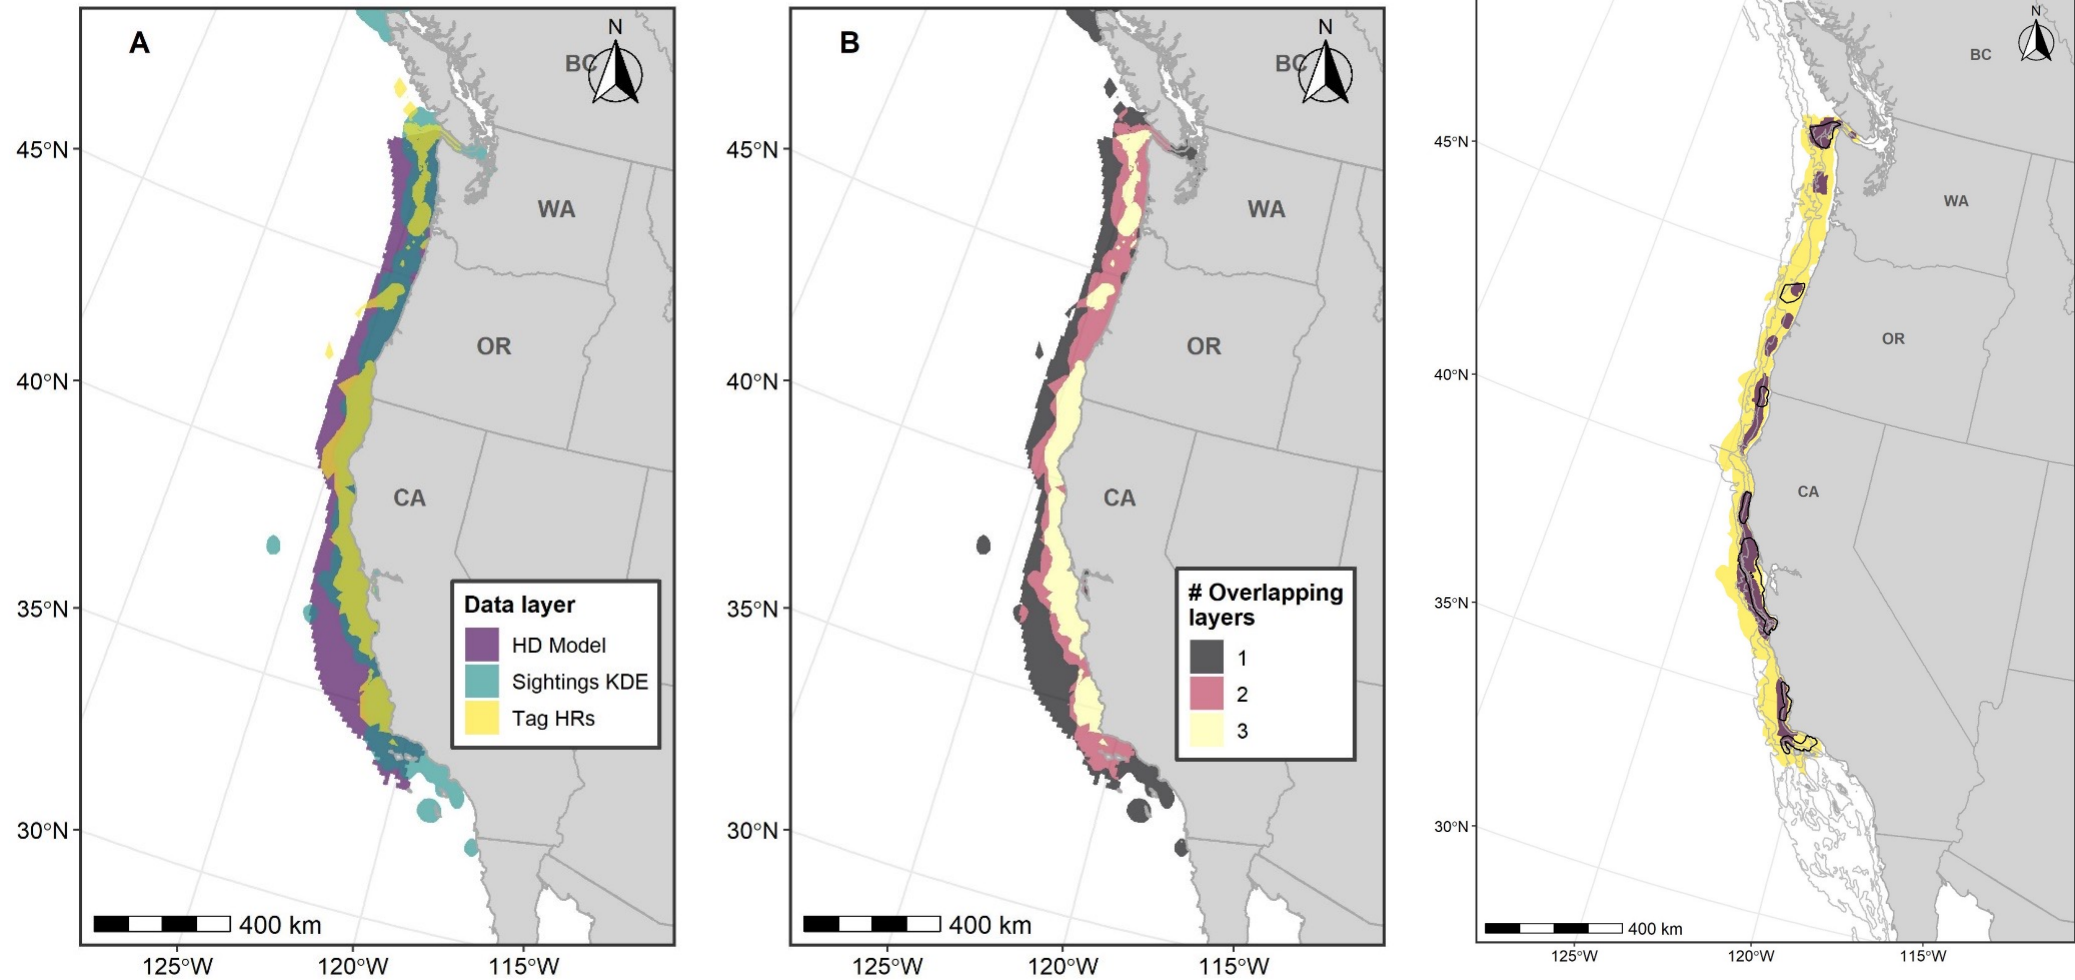 A
N
BC
45°N
WA
OR
40°N
CA
35°N
Data layer
HD Model
Sightings KDE
Tag HRs
30°N
400 km
125°W
120°W
115°W
B
N
BC
45°N
WA
OR
40°N
CA
35°N
# Overlapping
layers
1
2
3
30°N
400 km
125°W
120°W
115°W
N
BC
45°N
WA
OR
40°N
CA
35°N
30°N
400 km
125°W
120°W
115°W